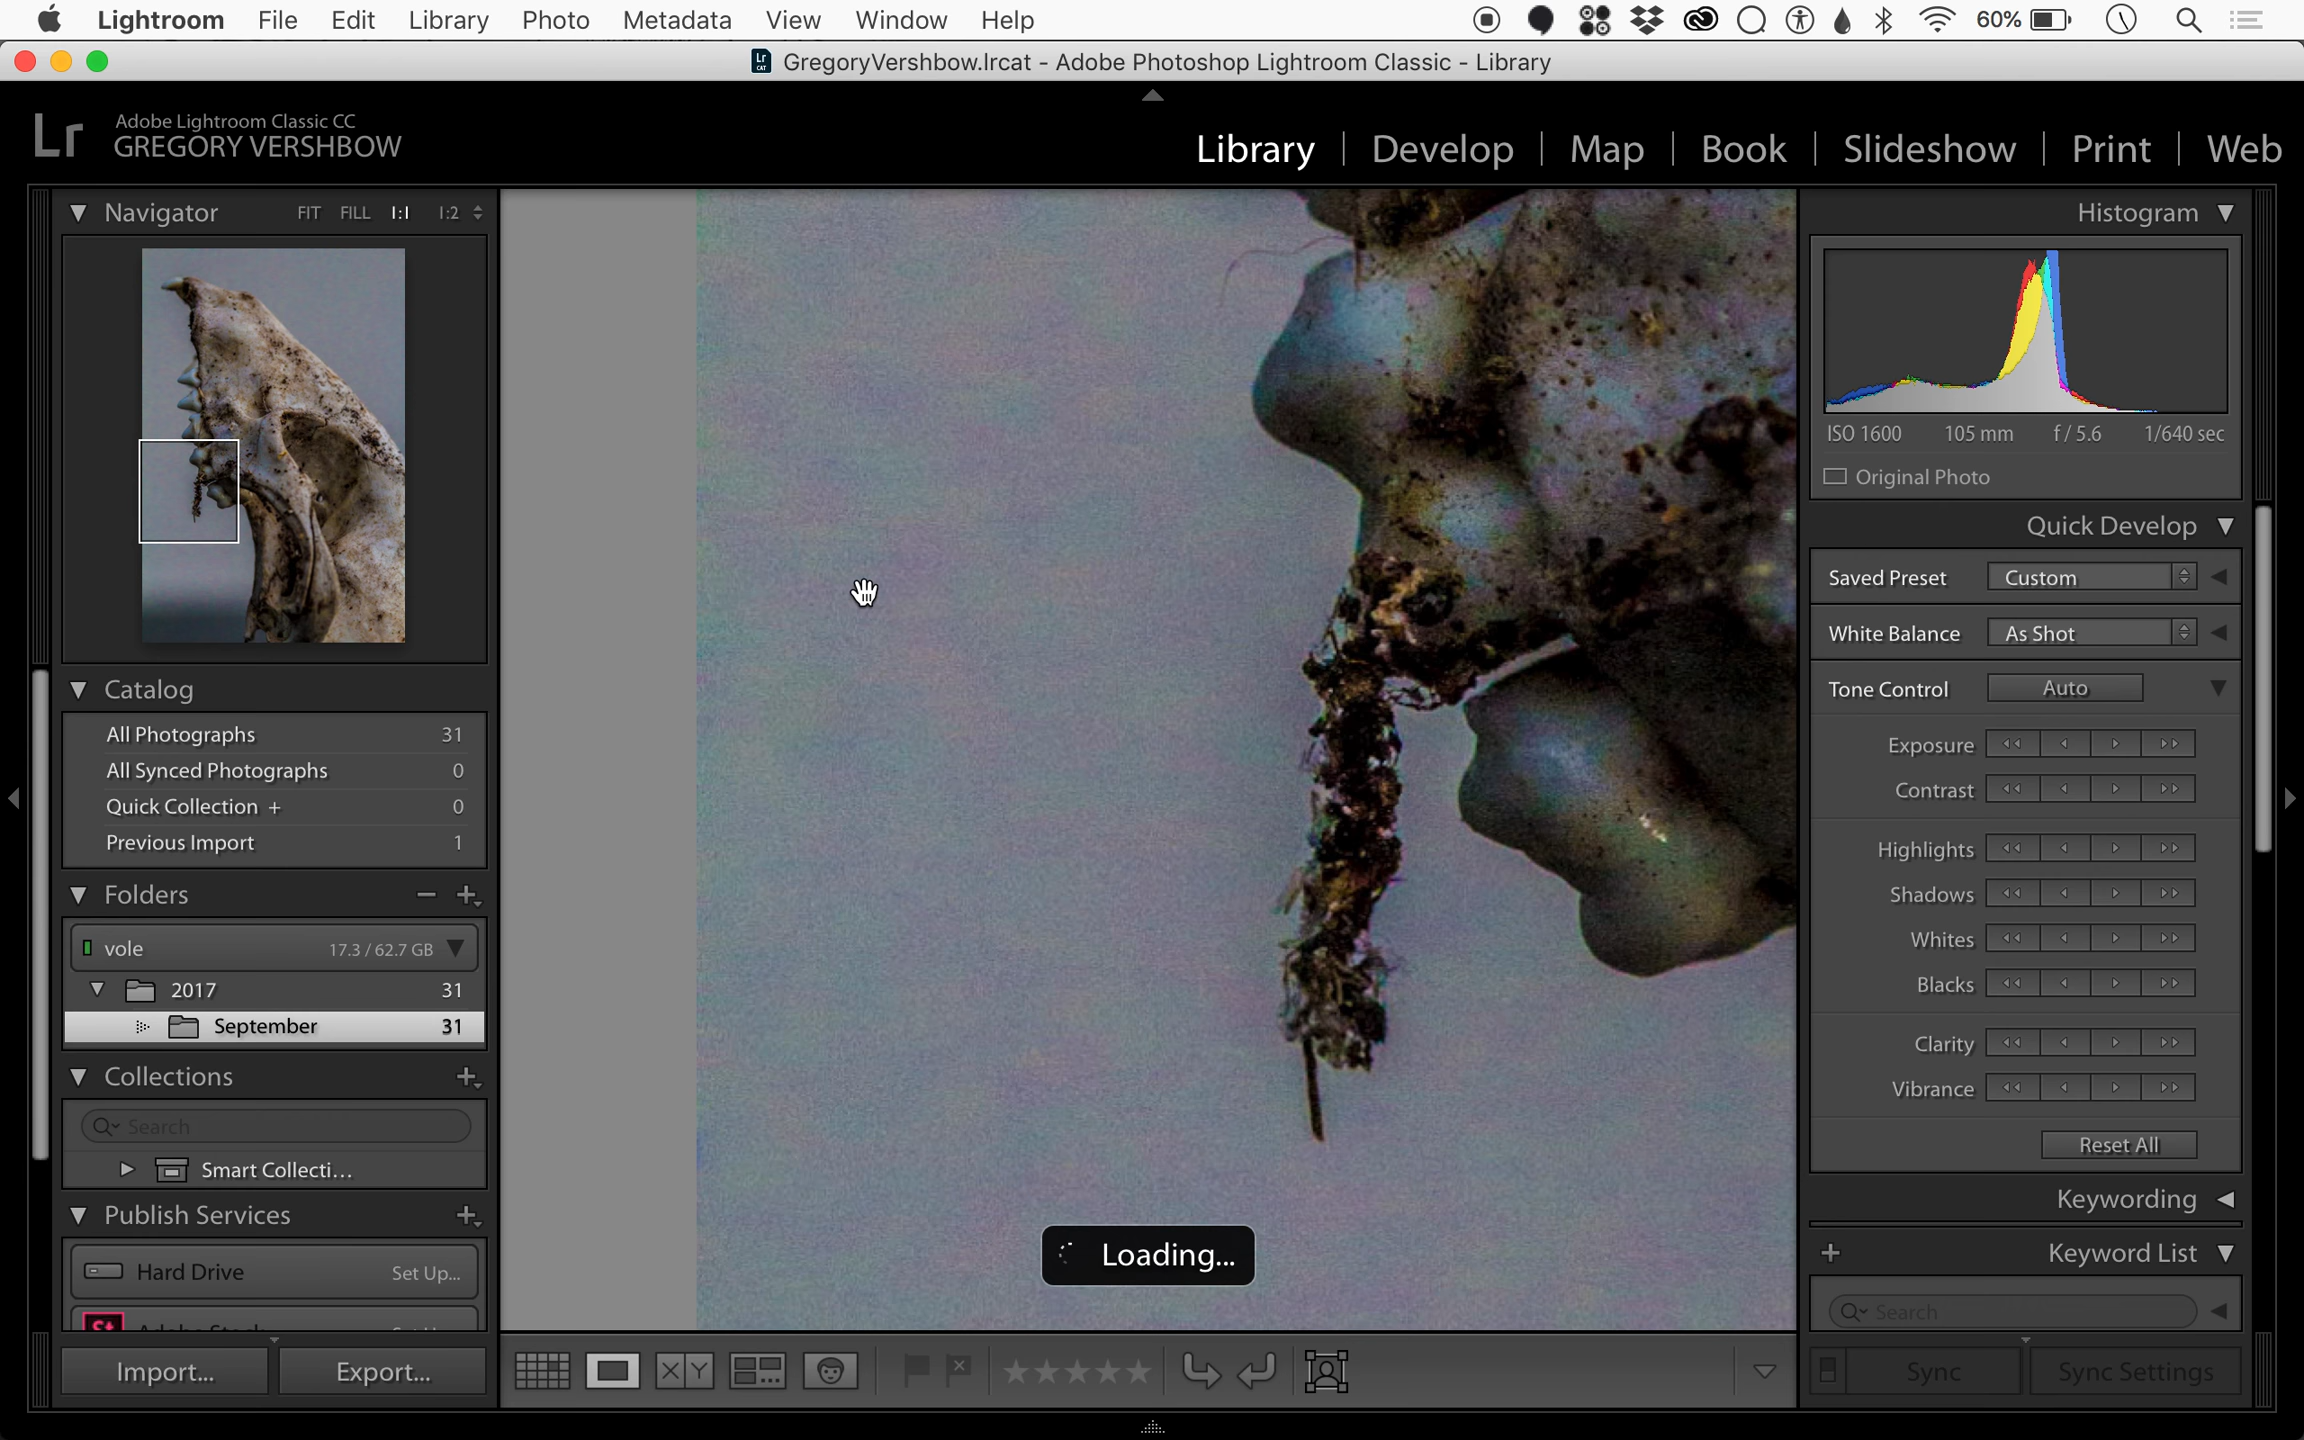 Lightroom File Edit Library Photo Metadata View Window Help 60%
GregoryVershbow.lrcat - Adobe Photoshop Lightroom Classic - Library
Lr Adobe Lightroom Classic CC
GREGORY VERSHBOW
Library | Develop | Map | Book | Slideshow | Print | Web
Navigator FIT FILL 1:1 1:2
Catalog
All Photographs 31
All Synced Photographs 0
Quick Collection + 0
Previous Import 1
Folders
vole 17.3 / 62.7 GB
2017 31
September 31
Collections
Search
Smart Collecti...
Publish Services
Hard Drive Set Up...
St
Import... Export...
Loading...
X Y
Histogram
ISO 1600 105 mm f / 5.6 1/640 sec
Original Photo
Quick Develop
Saved Preset Custom
White Balance As Shot
Tone Control Auto
Exposure
Contrast
Highlights
Shadows
Whites
Blacks
Clarity
Vibrance
Reset All
Keywording
+ Keyword List
Search
Sync Sync Settings